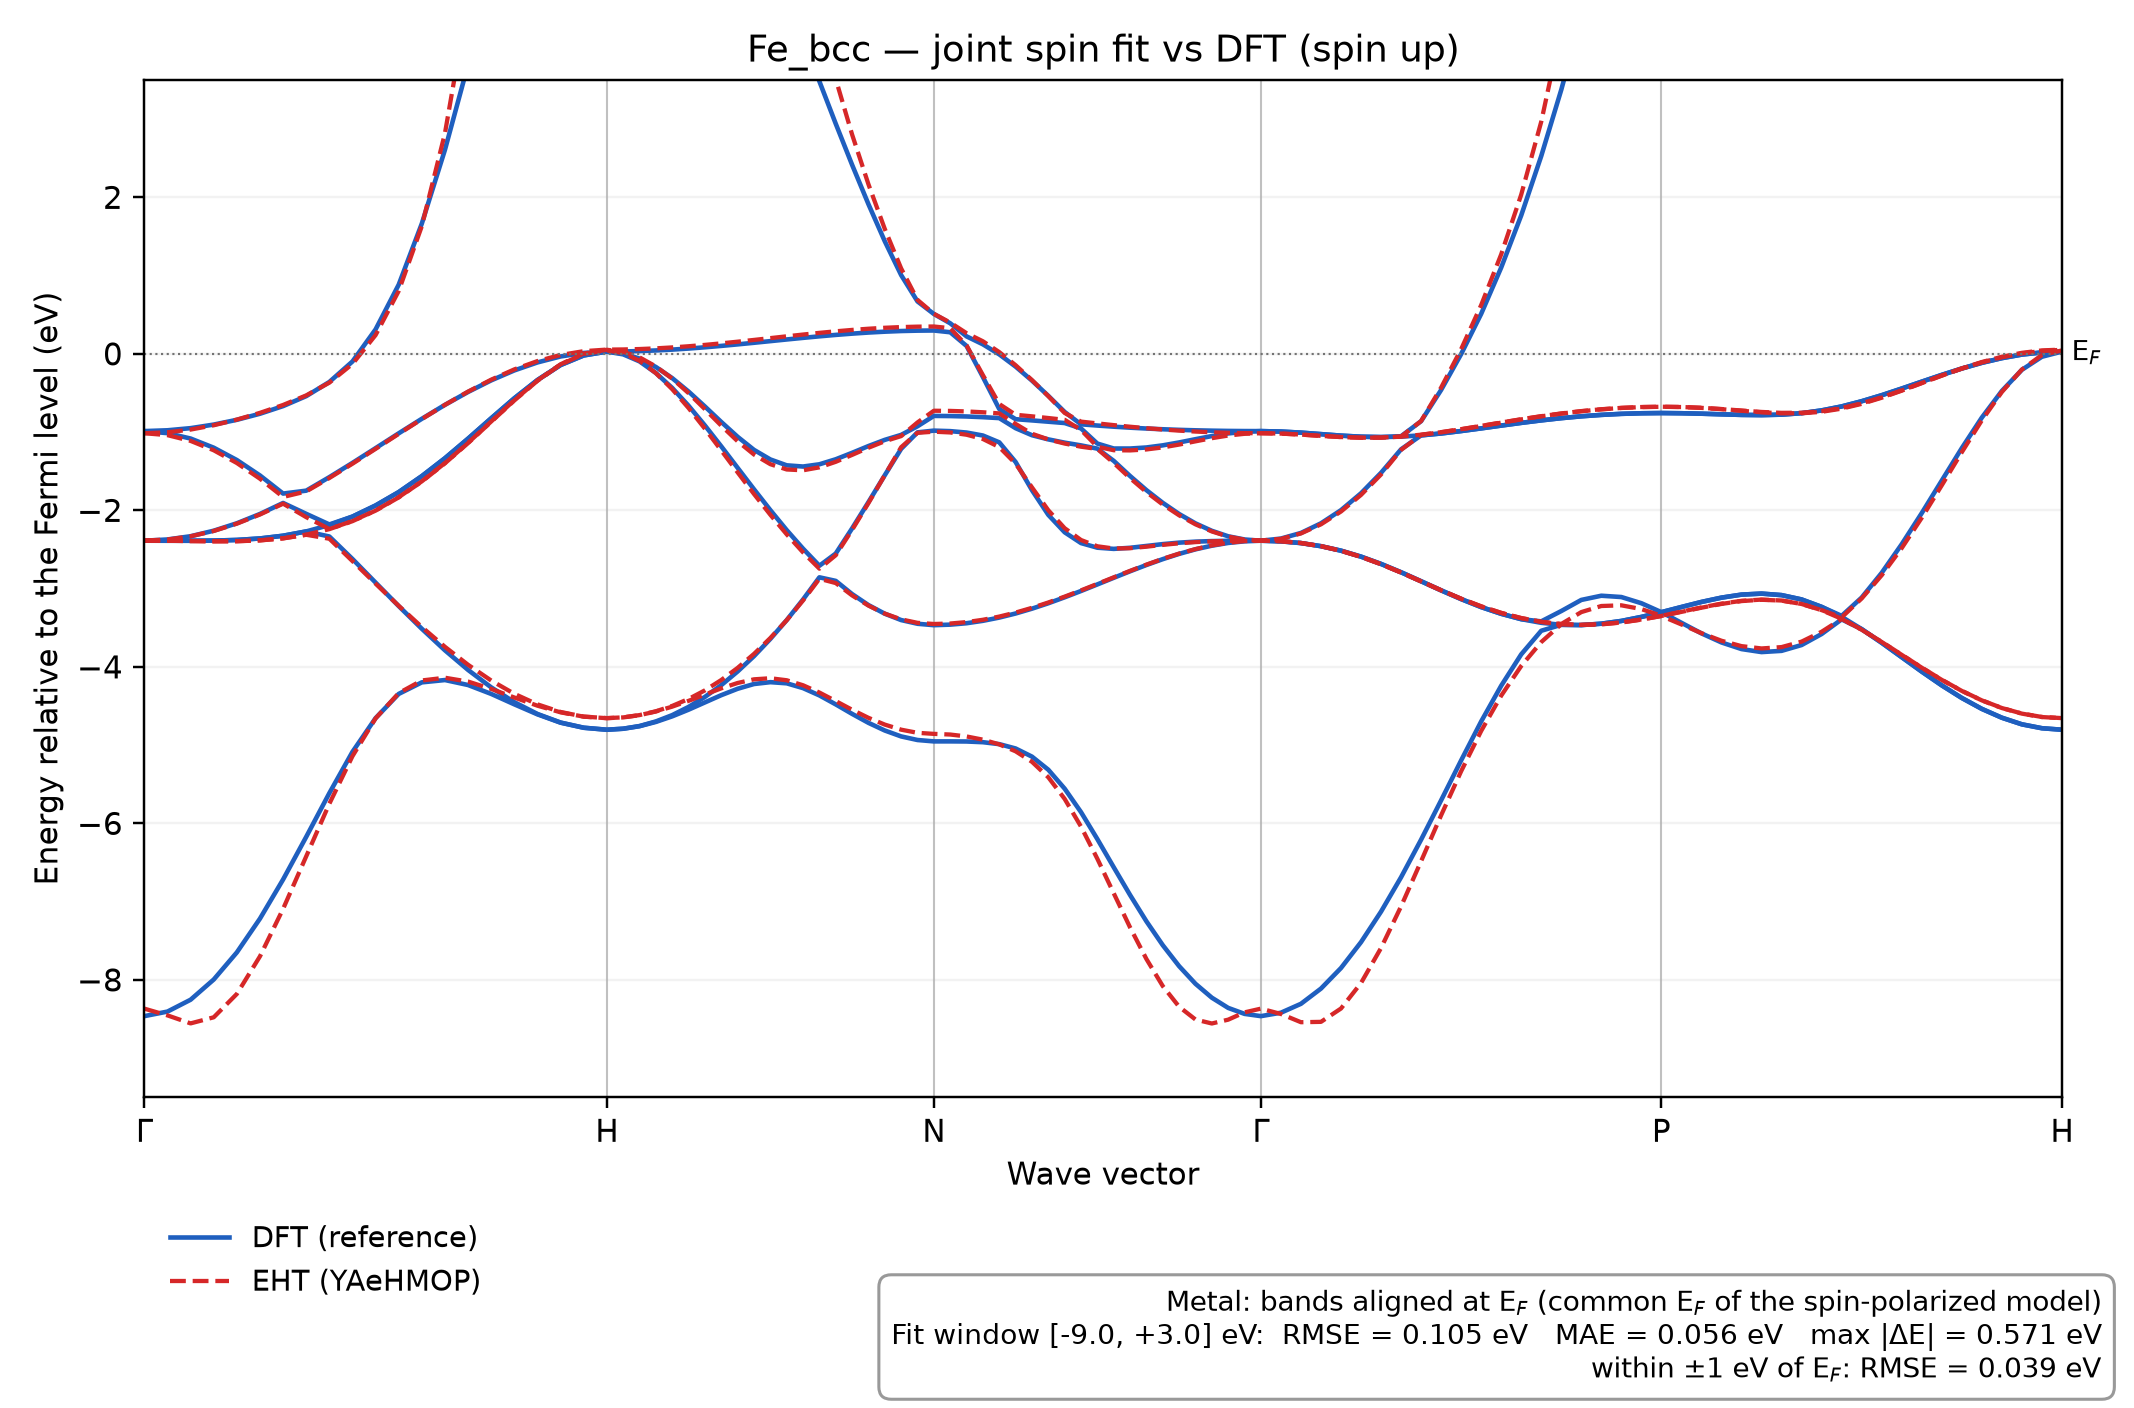 Fe_bcc — joint spin fit vs DFT (spin up)
Energy relative to the Fermi level (eV)
2
0
−2
−4
−6
−8
E_F
Γ H N Γ P H
Wave vector
DFT (reference)
EHT (YAeHMOP)
Metal: bands aligned at E_F (common E_F of the spin-polarized model)
Fit window [-9.0, +3.0] eV: RMSE = 0.105 eV MAE = 0.056 eV max |ΔE| = 0.571 eV
within ±1 eV of E_F: RMSE = 0.039 eV